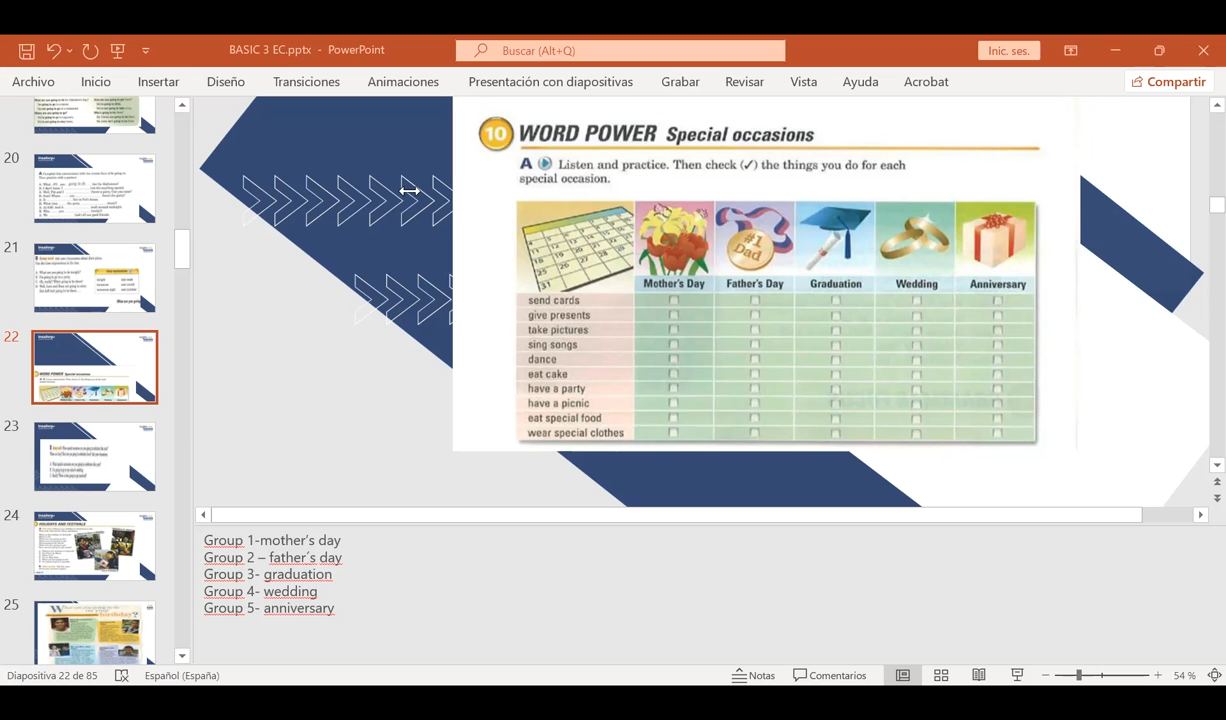 BASIC 3 EC.pptx - PowerPoint
Buscar (Alt+Q)
Inic. ses.
Archivo Inicio Insertar Diseño Transiciones Animaciones Presentación con diapositivas Grabar Revisar Vista Ayuda Acrobat Compartir
20
21
22
23
24
25
10 WORD POWER Special occasions
A Listen and practice. Then check (✓) the things you do for each
special occasion.
#1 Dad
Mother's Day Father's Day Graduation Wedding Anniversary
send cards
give presents
take pictures
sing songs
dance
eat cake
have a party
have a picnic
eat special food
wear special clothes
Group 1-mother´s day
Group 2 – father´s day
Group 3- graduation
Group 4- wedding
Group 5- anniversary
Diapositiva 22 de 85 Español (España) Notas Comentarios 54 %